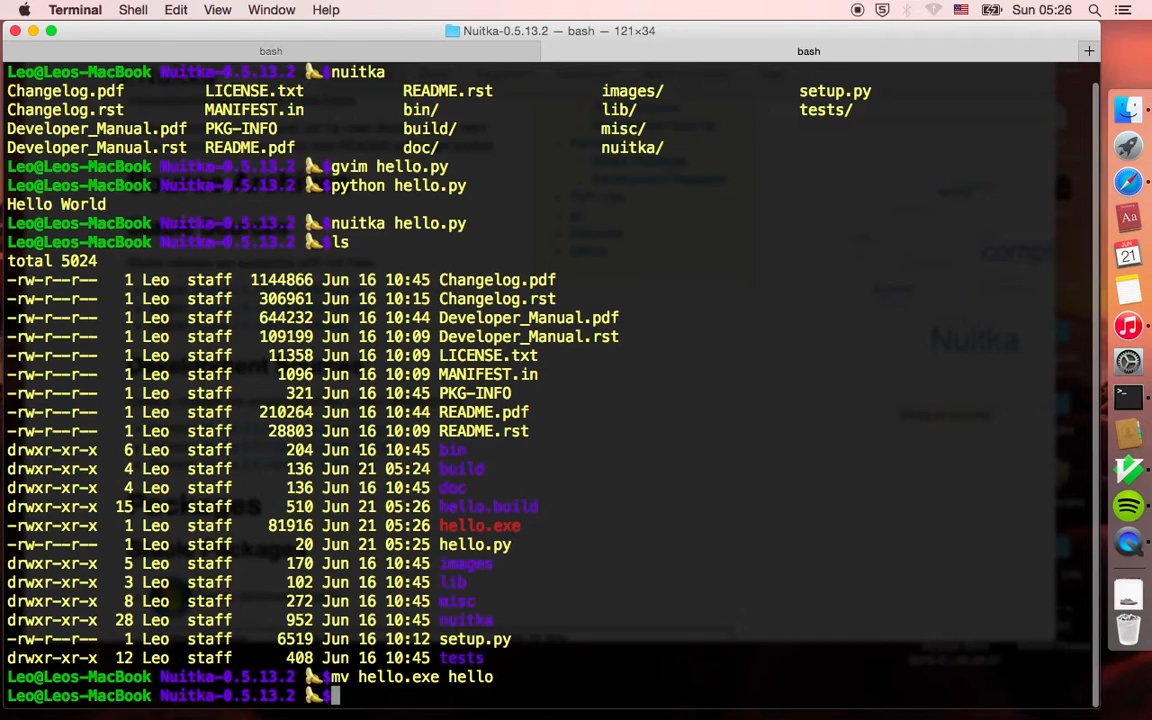 Terminal Shell Edit View Window Help Sun 05:26
Nuitka-0.5.13.2 — bash — 121×34
bash bash +
Leo@Leos-MacBook Nuitka-0.5.13.2 $nuitka
Changelog.pdf LICENSE.txt README.rst images/ setup.py
Changelog.rst MANIFEST.in bin/ lib/ tests/
Developer_Manual.pdf PKG-INFO build/ misc/
Developer_Manual.rst README.pdf doc/ nuitka/
Leo@Leos-MacBook Nuitka-0.5.13.2 $gvim hello.py
Leo@Leos-MacBook Nuitka-0.5.13.2 $python hello.py
Hello World
Leo@Leos-MacBook Nuitka-0.5.13.2 $nuitka hello.py
Leo@Leos-MacBook Nuitka-0.5.13.2 $ls
total 5024
-rw-r--r-- 1 Leo staff 1144866 Jun 16 10:45 Changelog.pdf
-rw-r--r-- 1 Leo staff 306961 Jun 16 10:15 Changelog.rst
-rw-r--r-- 1 Leo staff 644232 Jun 16 10:44 Developer_Manual.pdf
-rw-r--r-- 1 Leo staff 109199 Jun 16 10:09 Developer_Manual.rst
-rw-r--r-- 1 Leo staff 11358 Jun 16 10:09 LICENSE.txt
-rw-r--r-- 1 Leo staff 1096 Jun 16 10:09 MANIFEST.in
-rw-r--r-- 1 Leo staff 321 Jun 16 10:45 PKG-INFO
-rw-r--r-- 1 Leo staff 210264 Jun 16 10:44 README.pdf
-rw-r--r-- 1 Leo staff 28803 Jun 16 10:09 README.rst
drwxr-xr-x 6 Leo staff 204 Jun 16 10:45 bin
drwxr-xr-x 4 Leo staff 136 Jun 21 05:24 build
drwxr-xr-x 4 Leo staff 136 Jun 16 10:45 doc
drwxr-xr-x 15 Leo staff 510 Jun 21 05:26 hello.build
-rwxr-xr-x 1 Leo staff 81916 Jun 21 05:26 hello.exe
-rw-r--r-- 1 Leo staff 20 Jun 21 05:25 hello.py
drwxr-xr-x 5 Leo staff 170 Jun 16 10:45 images
drwxr-xr-x 3 Leo staff 102 Jun 16 10:45 lib
drwxr-xr-x 8 Leo staff 272 Jun 16 10:45 misc
drwxr-xr-x 28 Leo staff 952 Jun 16 10:45 nuitka
-rw-r--r-- 1 Leo staff 6519 Jun 16 10:12 setup.py
drwxr-xr-x 12 Leo staff 408 Jun 16 10:45 tests
Leo@Leos-MacBook Nuitka-0.5.13.2 $mv hello.exe hello
Leo@Leos-MacBook Nuitka-0.5.13.2 $